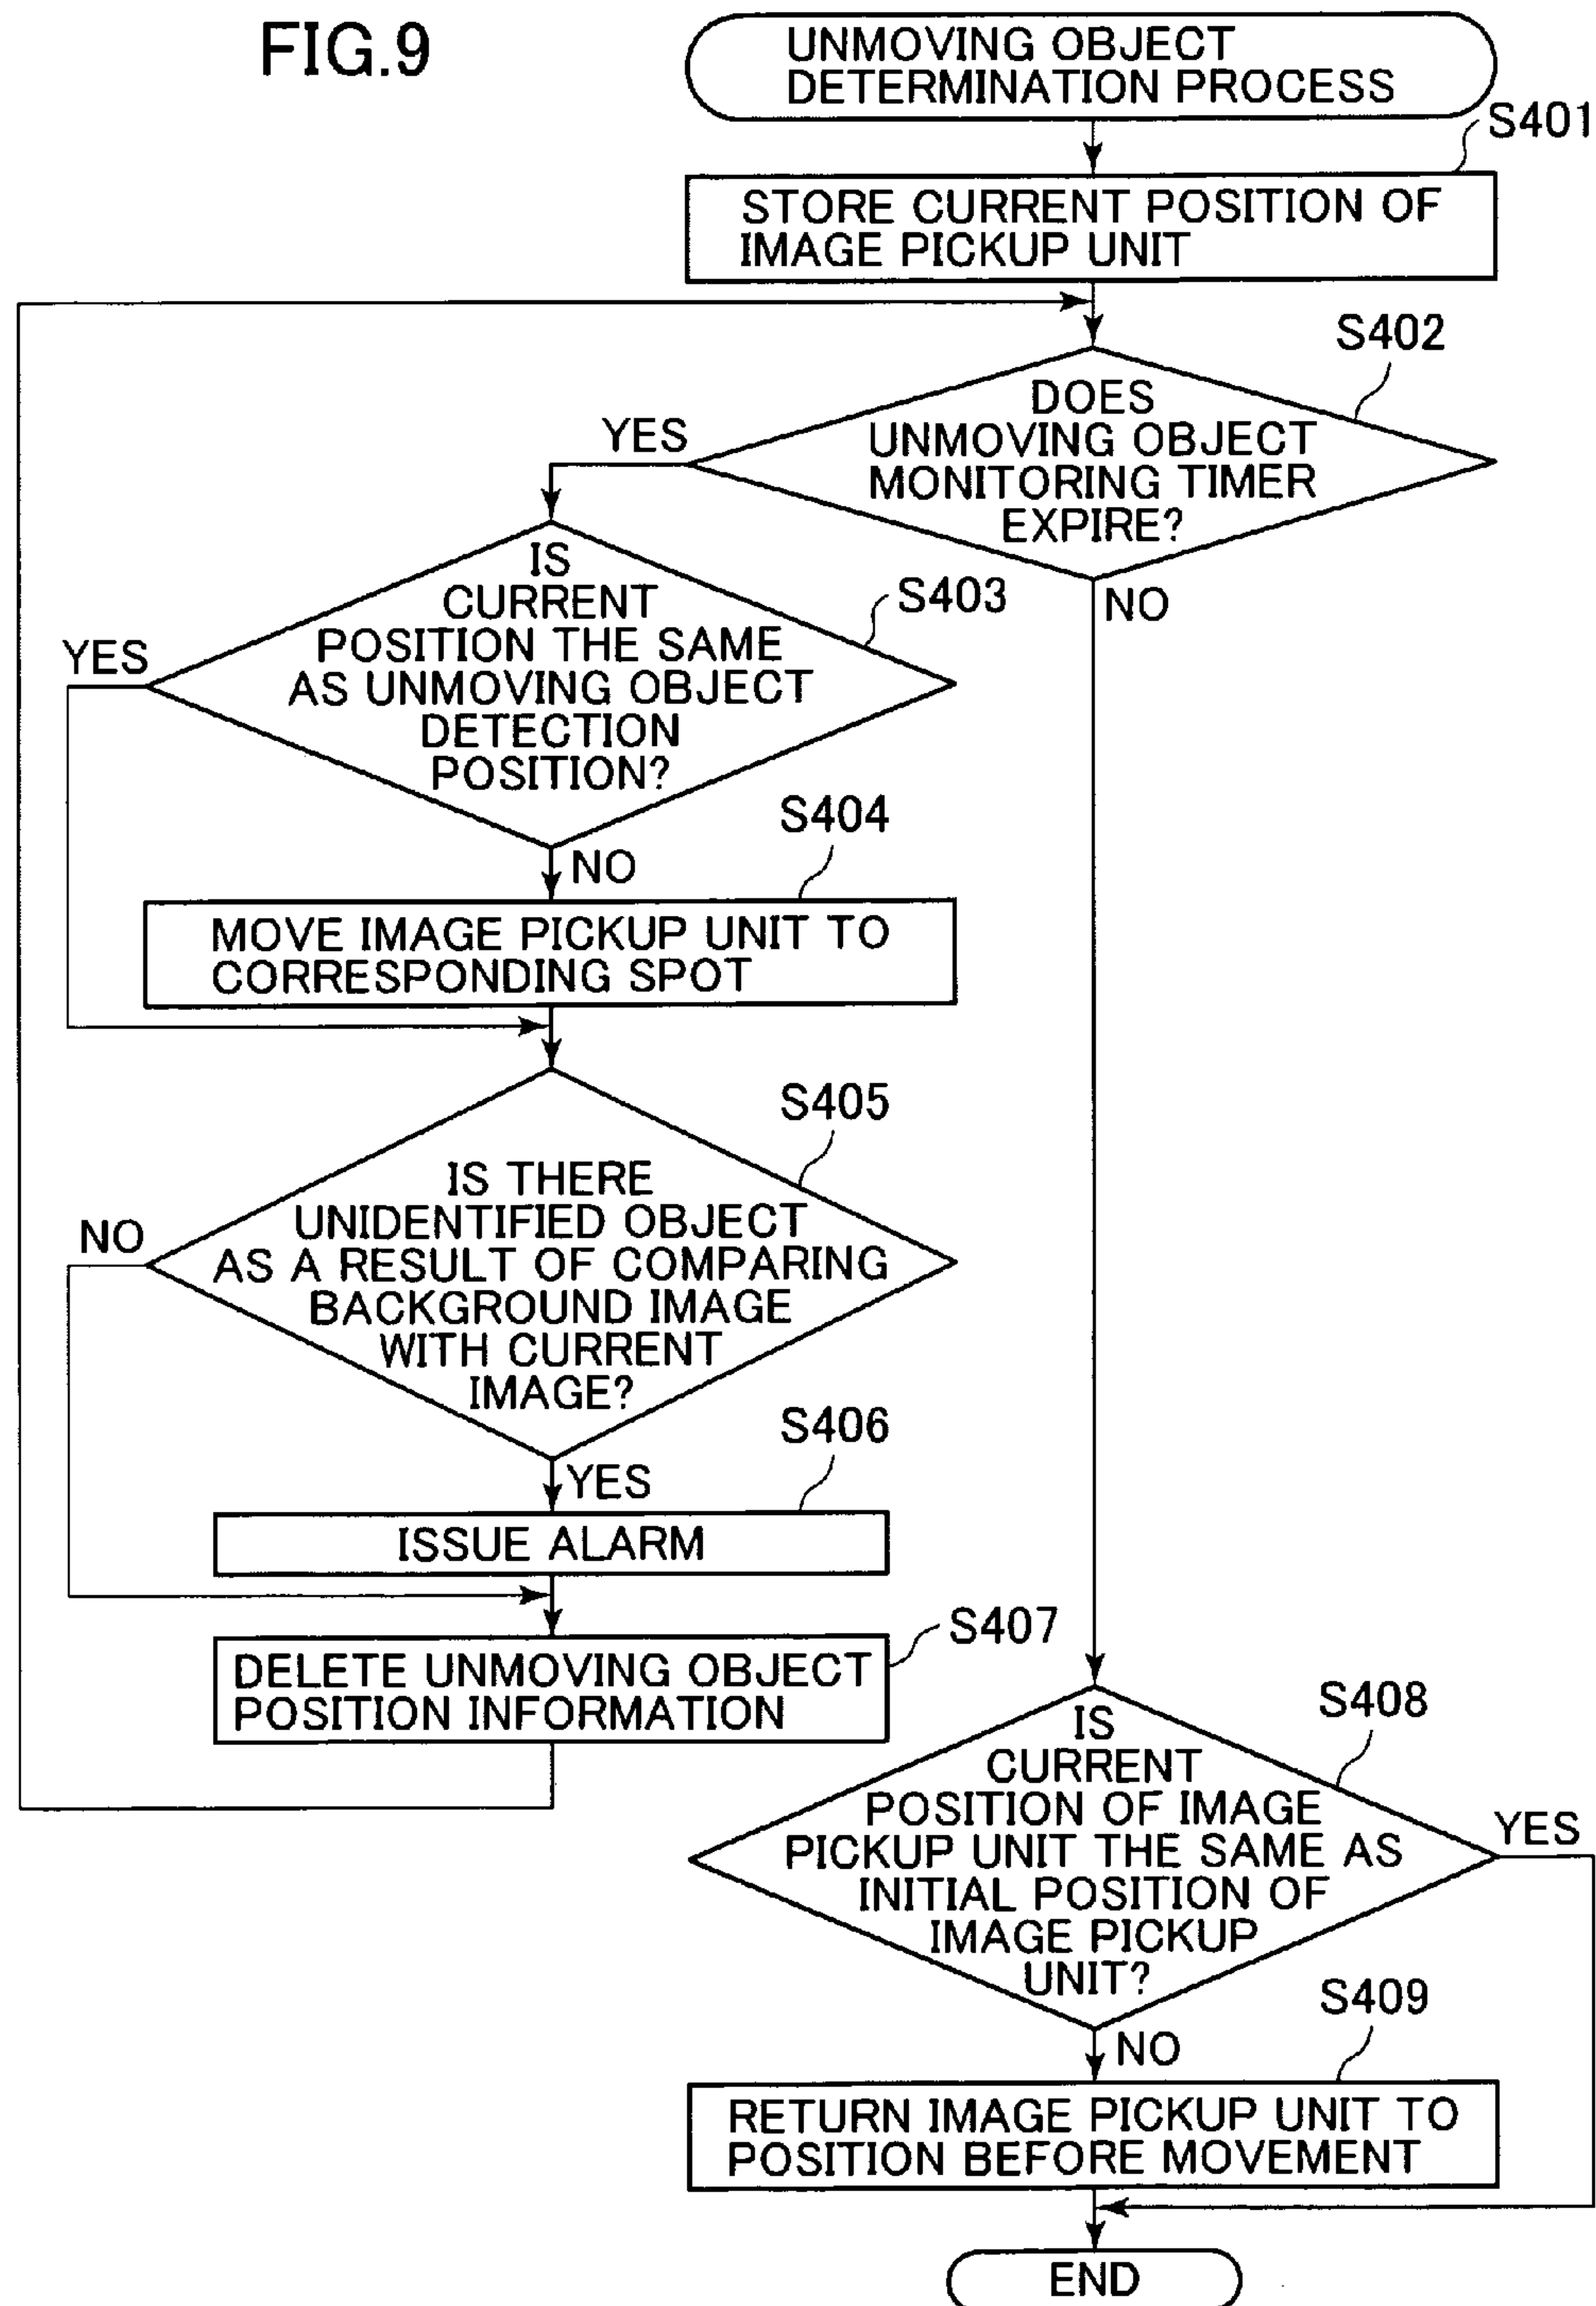 FIG.9
UNMOVING OBJECT
DETERMINATION PROCESS
S401
STORE CURRENT POSITION OF
IMAGE PICKUP UNIT
S402
DOES
UNMOVING OBJECT
MONITORING TIMER
EXPIRE?
YES
NO
S403
IS
CURRENT
POSITION THE SAME
AS UNMOVING OBJECT
DETECTION
POSITION?
YES
NO
S404
MOVE IMAGE PICKUP UNIT TO
CORRESPONDING SPOT
S405
IS THERE
UNIDENTIFIED OBJECT
AS A RESULT OF COMPARING
BACKGROUND IMAGE
WITH CURRENT
IMAGE?
NO
YES
S406
ISSUE ALARM
S407
DELETE UNMOVING OBJECT
POSITION INFORMATION
S408
IS
CURRENT
POSITION OF IMAGE
PICKUP UNIT THE SAME AS
INITIAL POSITION OF
IMAGE PICKUP
UNIT?
YES
NO
S409
RETURN IMAGE PICKUP UNIT TO
POSITION BEFORE MOVEMENT
END